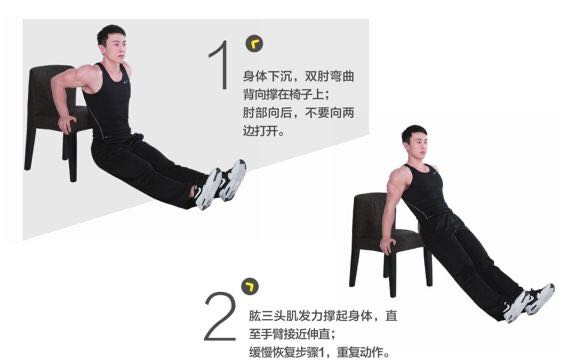 1
身体下沉，双肘弯曲
背向撑在椅子上；
肘部向后，不要向两
边打开。
2
肱三头肌发力撑起身体，直
至手臂接近伸直；
缓慢恢复步骤1，重复动作。